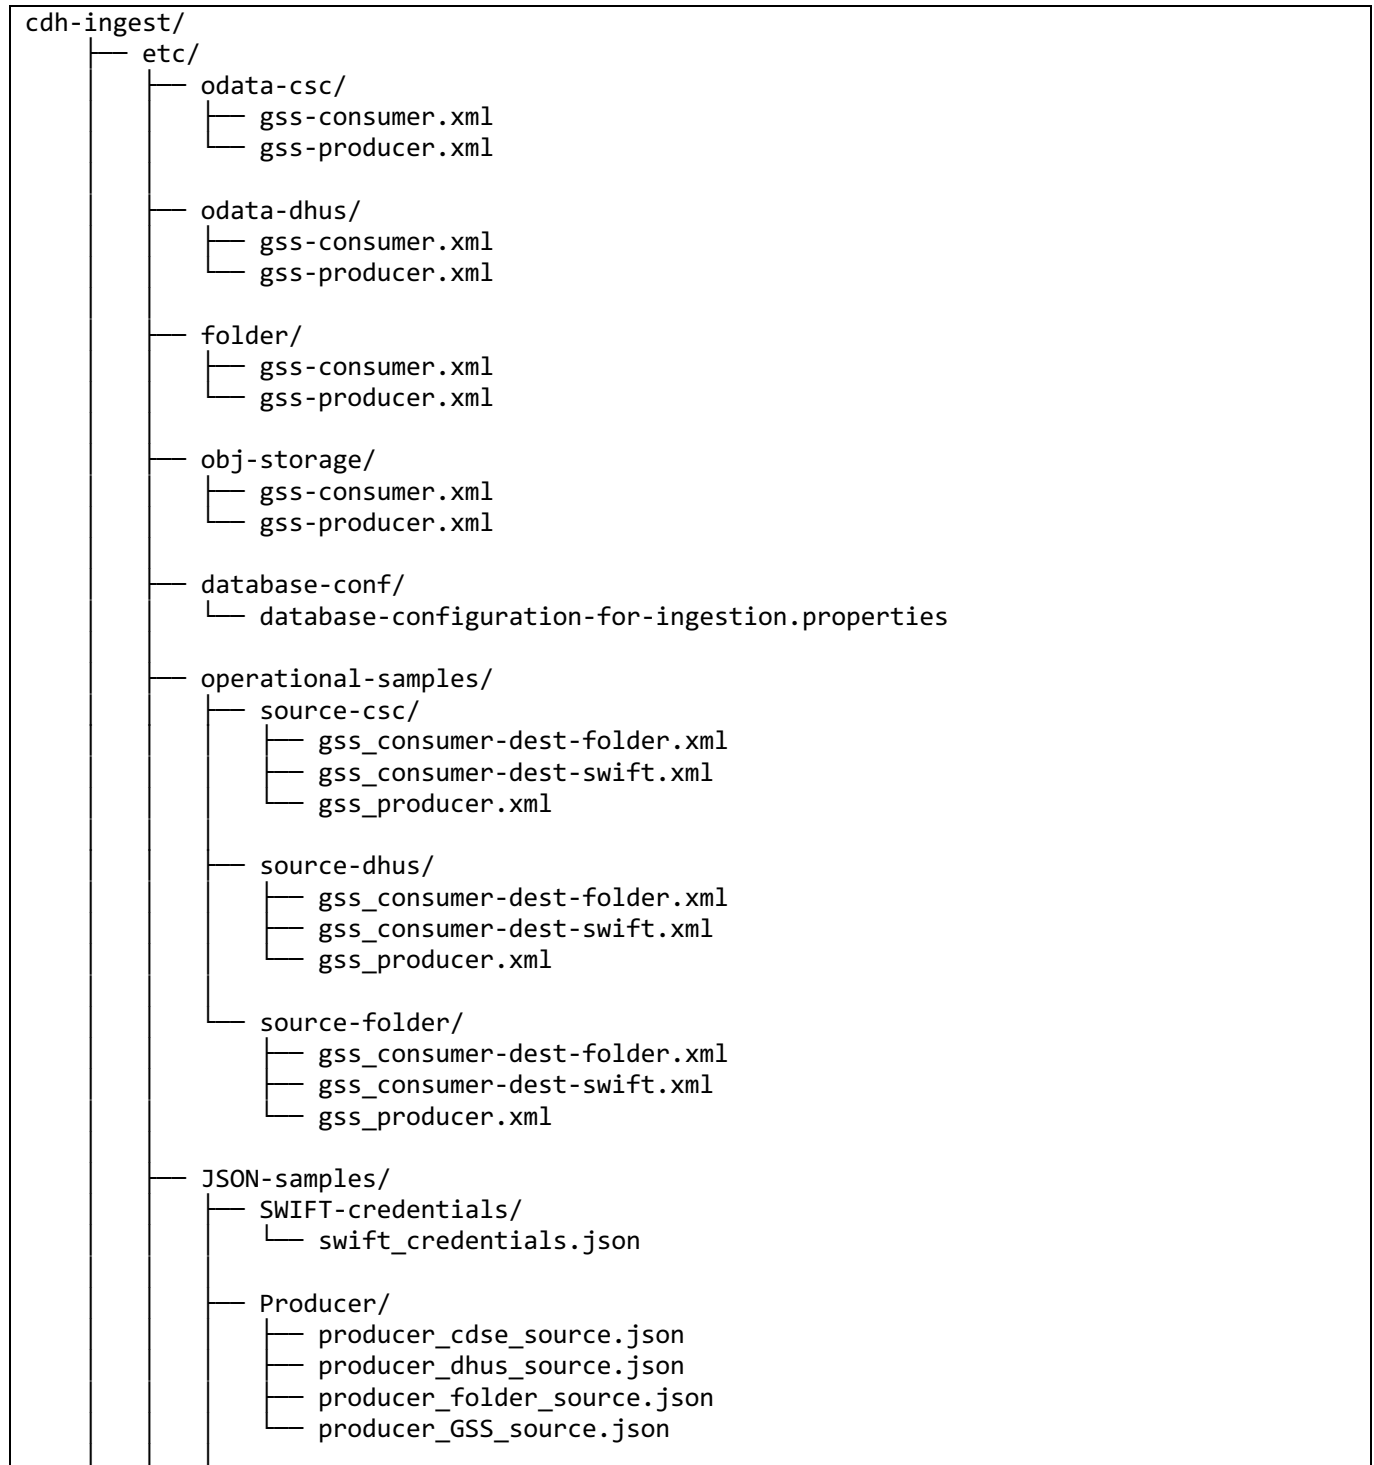 cdh-ingest/
├── etc/
│   ├── odata-csc/
│   │   ├── gss-consumer.xml
│   │   └── gss-producer.xml
│   │
│   ├── odata-dhus/
│   │   ├── gss-consumer.xml
│   │   └── gss-producer.xml
│   │
│   ├── folder/
│   │   ├── gss-consumer.xml
│   │   └── gss-producer.xml
│   │
│   ├── obj-storage/
│   │   ├── gss-consumer.xml
│   │   └── gss-producer.xml
│   │
│   ├── database-conf/
│   │   └── database-configuration-for-ingestion.properties
│   │
│   ├── operational-samples/
│   │   ├── source-csc/
│   │   │   ├── gss_consumer-dest-folder.xml
│   │   │   ├── gss_consumer-dest-swift.xml
│   │   │   └── gss_producer.xml
│   │   │
│   │   ├── source-dhus/
│   │   │   ├── gss_consumer-dest-folder.xml
│   │   │   ├── gss_consumer-dest-swift.xml
│   │   │   └── gss_producer.xml
│   │   │
│   │   └── source-folder/
│   │       ├── gss_consumer-dest-folder.xml
│   │       ├── gss_consumer-dest-swift.xml
│   │       └── gss_producer.xml
│   │
│   ├── JSON-samples/
│   │   ├── SWIFT-credentials/
│   │   │   └── swift_credentials.json
│   │   │
│   │   ├── Producer/
│   │   │   ├── producer_cdse_source.json
│   │   │   ├── producer_dhus_source.json
│   │   │   ├── producer_folder_source.json
│   │   │   └── producer_GSS_source.json
│   │   │